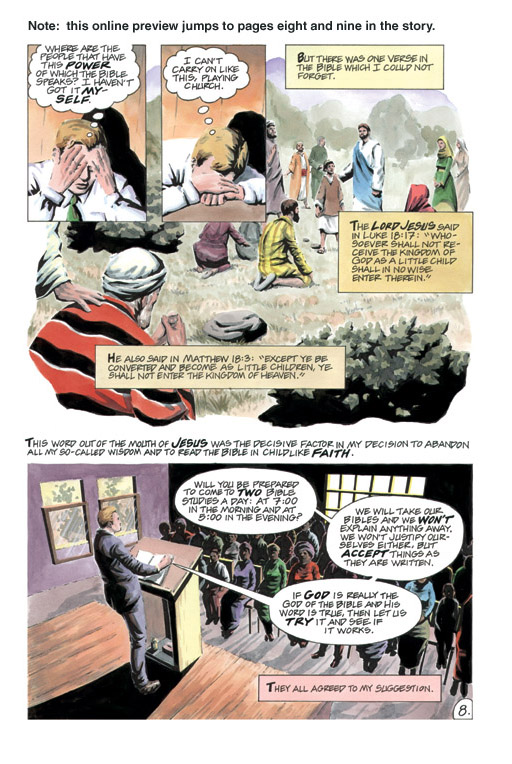 Note: this online preview jumps to pages eight and nine in the story.
WHERE ARE THE
PEOPLE THAT HAVE
THIS POWER
OF WHICH THE BIBLE
SPEAKS? I HAVEN'T
GOT IT MY-
SELF.
I CAN'T
CARRY ON LIKE
THIS, PLAYING
CHURCH.
BUT THERE WAS ONE VERSE IN
THE BIBLE WHICH I COULD NOT
FORGET.
THE LORD JESUS SAID
IN LUKE 18:17: "WHO-
SOEVER SHALL NOT RE-
CEIVE THE KINGDOM OF
GOD AS A LITTLE CHILD
SHALL IN NO WISE
ENTER THEREIN."
HE ALSO SAID IN MATTHEW 18:3: "EXCEPT YE BE
CONVERTED AND BECOME AS LITTLE CHILDREN, YE
SHALL NOT ENTER THE KINGDOM OF HEAVEN."
THIS WORD OUT OF THE MOUTH OF JESUS WAS THE DECISIVE FACTOR IN MY DECISION TO ABANDON
ALL MY SO-CALLED WISDOM AND TO READ THE BIBLE IN CHILDLIKE FAITH.
WILL YOU BE PREPARED
TO COME TO TWO BIBLE
STUDIES A DAY: AT 7:00
IN THE MORNING AND AT
5:00 IN THE EVENING?
WE WILL TAKE OUR
BIBLES AND WE WON'T
EXPLAIN ANYTHING AWAY.
WE WON'T JUSTIFY OUR-
SELVES EITHER, BUT
ACCEPT THINGS AS
THEY ARE WRITTEN.
IF GOD IS REALLY THE
GOD OF THE BIBLE AND HIS
WORD IS TRUE, THEN LET US
TRY IT AND SEE IF
IT WORKS.
THEY ALL AGREED TO MY SUGGESTION.
8.